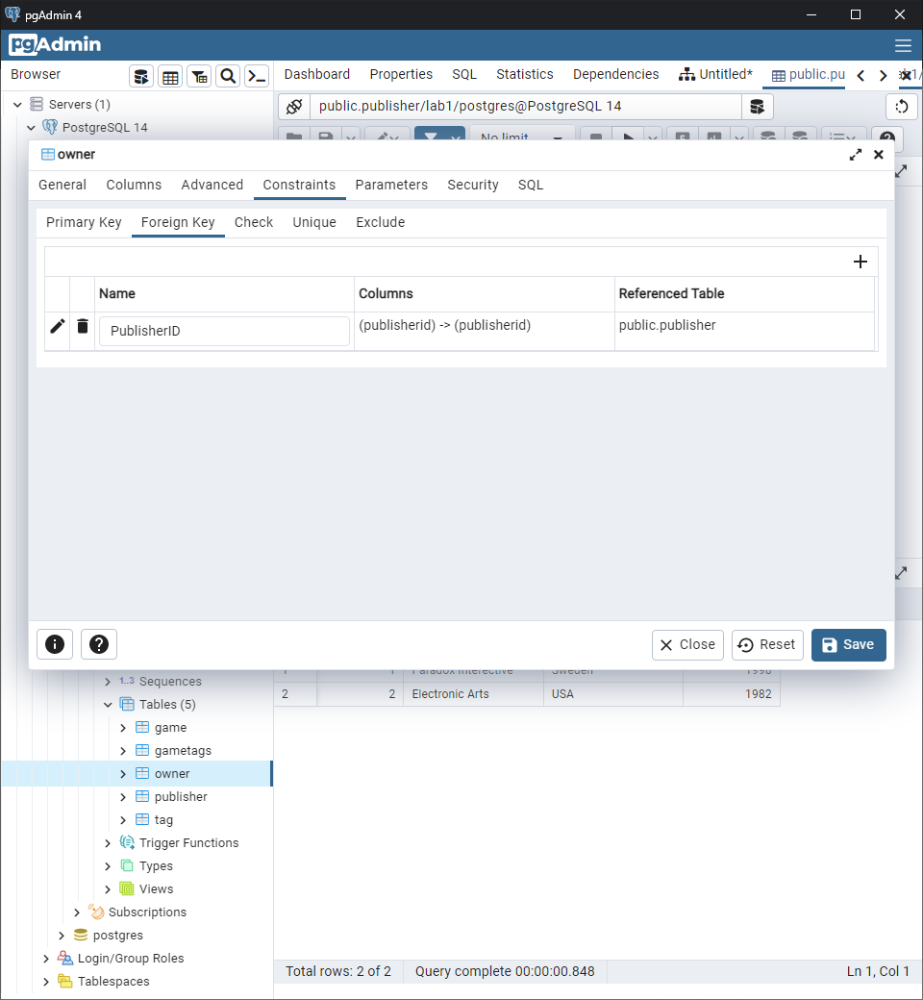 pgAdmin 4
pgAdmin
Browser
Dashboard Properties SQL Statistics Dependencies Untitled* public.pu
Servers (1)
public.publisher/lab1/postgres@PostgreSQL 14
PostgreSQL 14
No limit
owner
General Columns Advanced Constraints Parameters Security SQL
Primary Key Foreign Key Check Unique Exclude
Name Columns Referenced Table
PublisherID (publisherid) -> (publisherid) public.publisher
Close Reset Save
1 1 Paradox Interective Sweden 1998
1..3 Sequences
2 2 Electronic Arts USA 1982
Tables (5)
game
gametags
owner
publisher
tag
Trigger Functions
Types
Views
Subscriptions
postgres
Login/Group Roles
Total rows: 2 of 2 Query complete 00:00:00.848 Ln 1, Col 1
Tablespaces